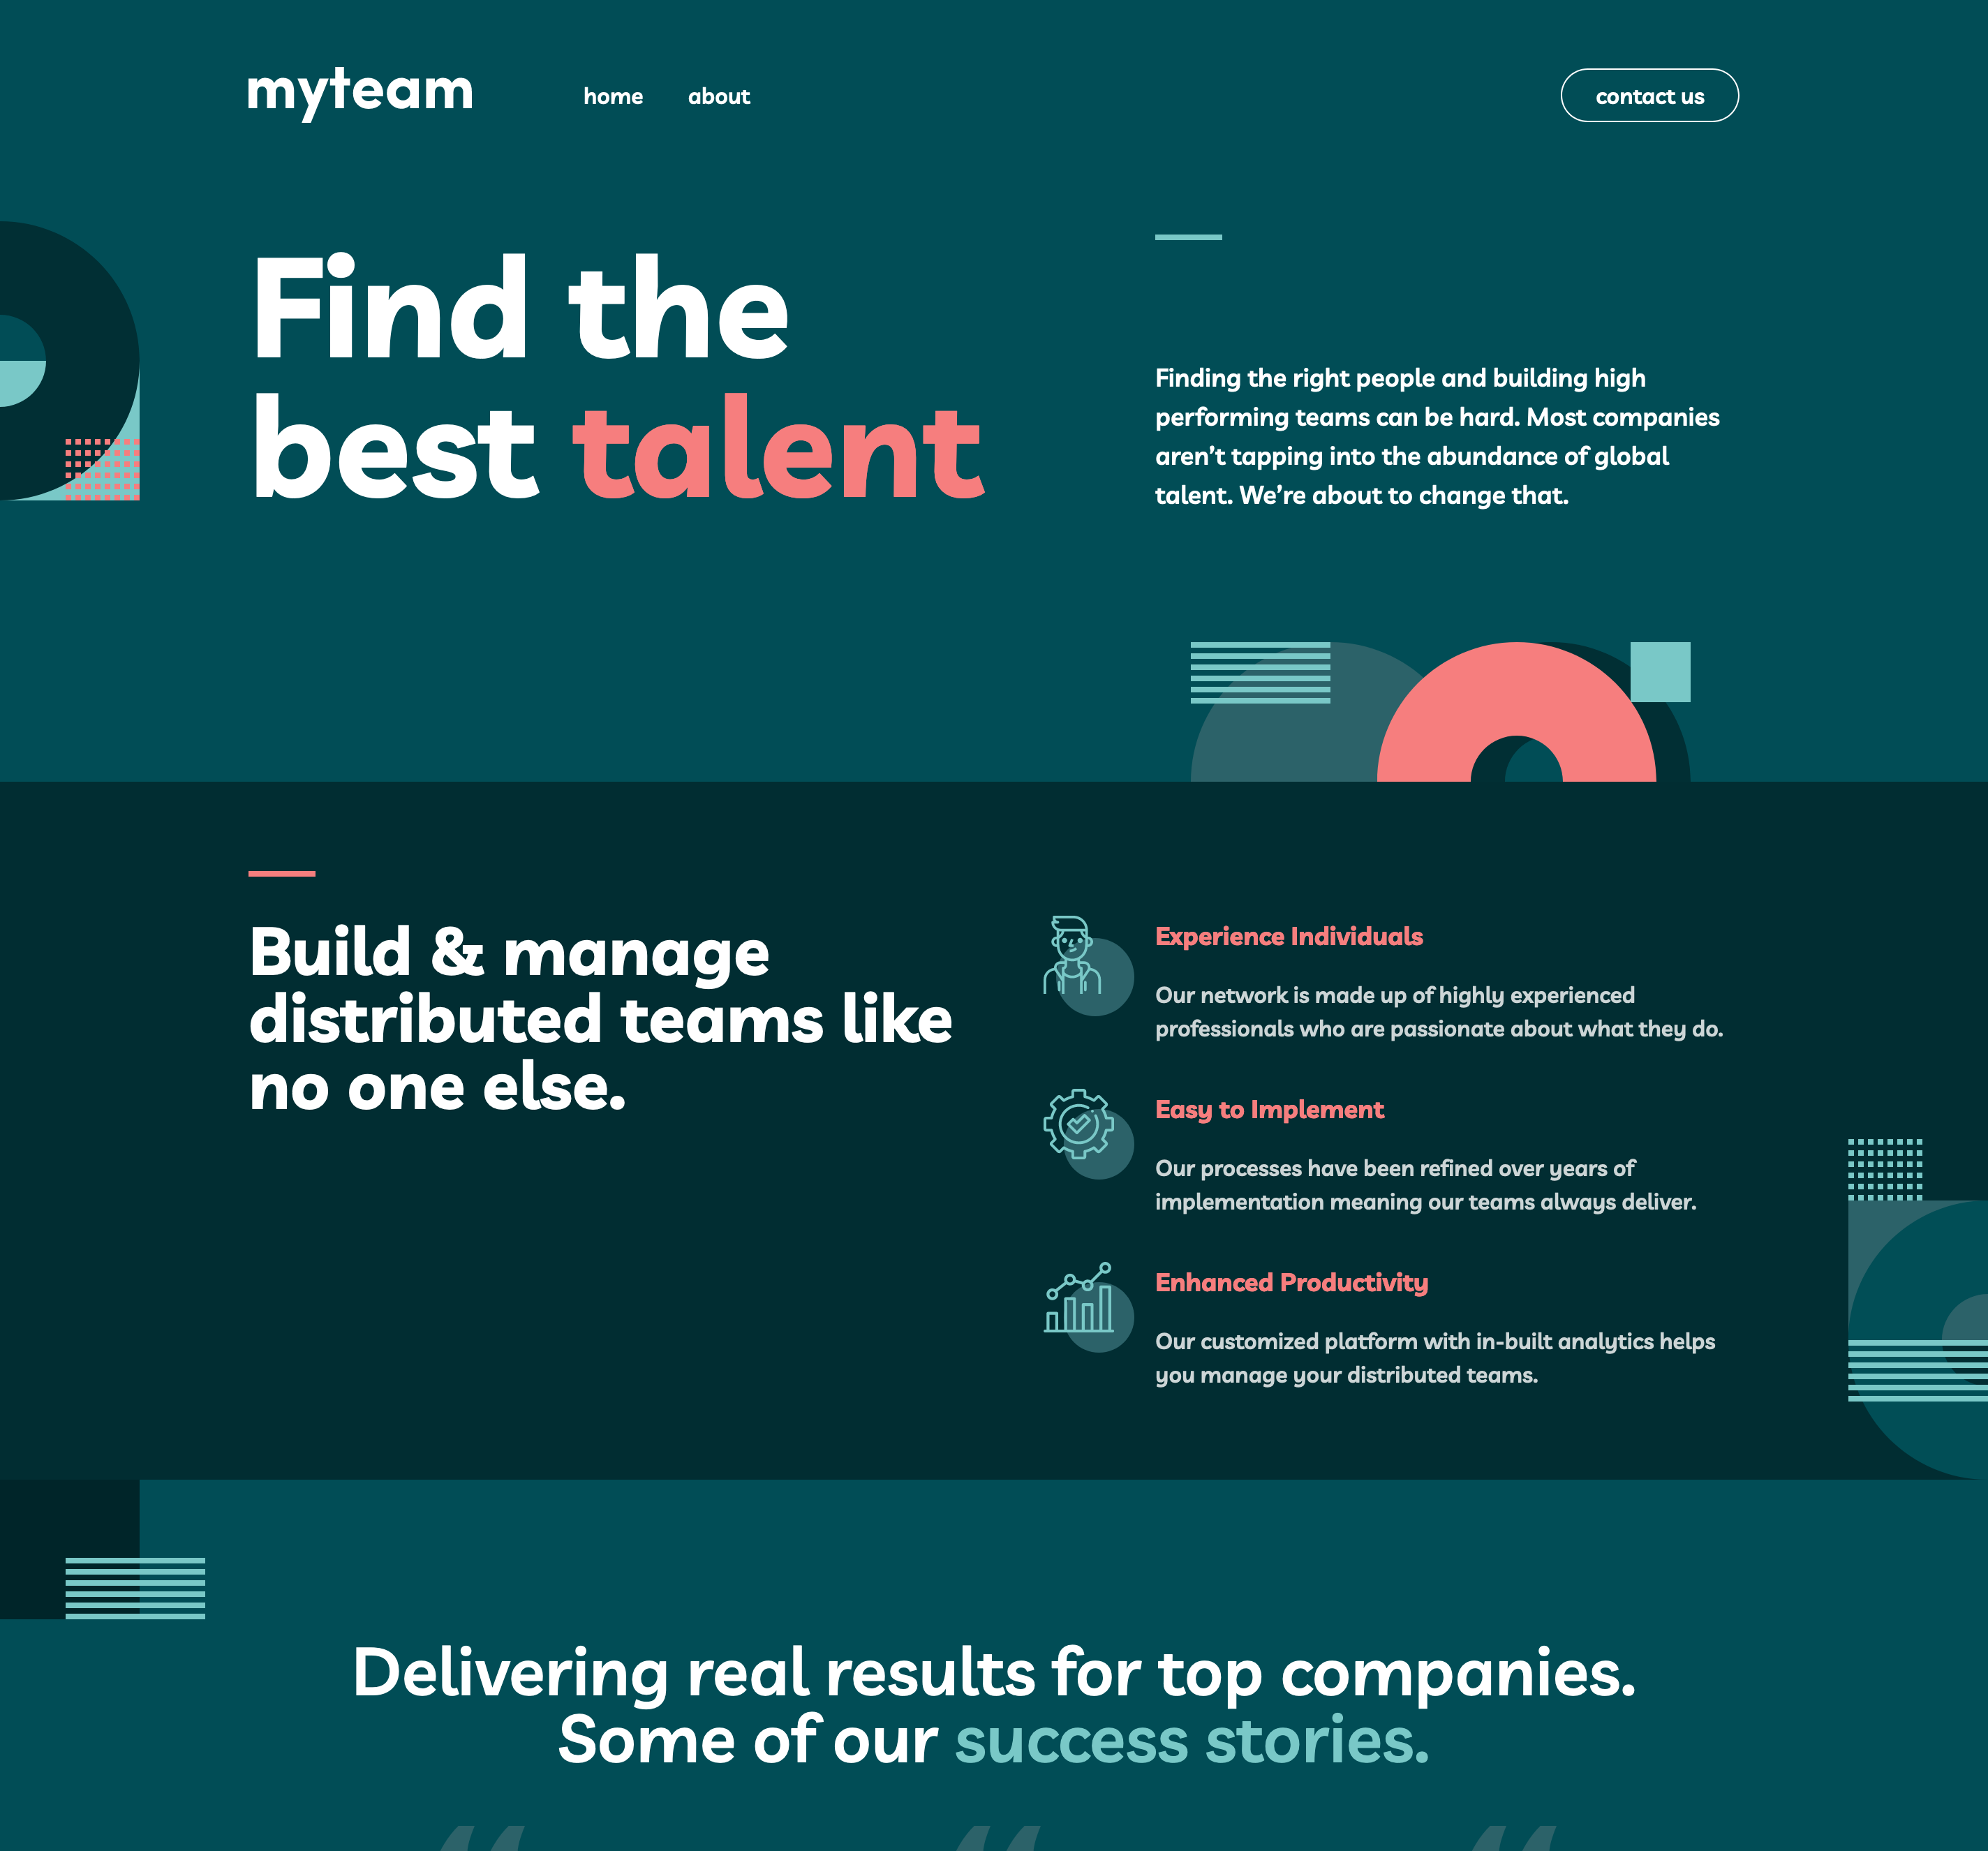 myteam
home
about
contact us
Find the
best talent
Finding the right people and building high
performing teams can be hard. Most companies
aren’t tapping into the abundance of global
talent. We’re about to change that.
Build & manage
distributed teams like
no one else.
Experience Individuals
Our network is made up of highly experienced
professionals who are passionate about what they do.
Easy to Implement
Our processes have been refined over years of
implementation meaning our teams always deliver.
Enhanced Productivity
Our customized platform with in-built analytics helps
you manage your distributed teams.
Delivering real results for top companies.
Some of our success stories.